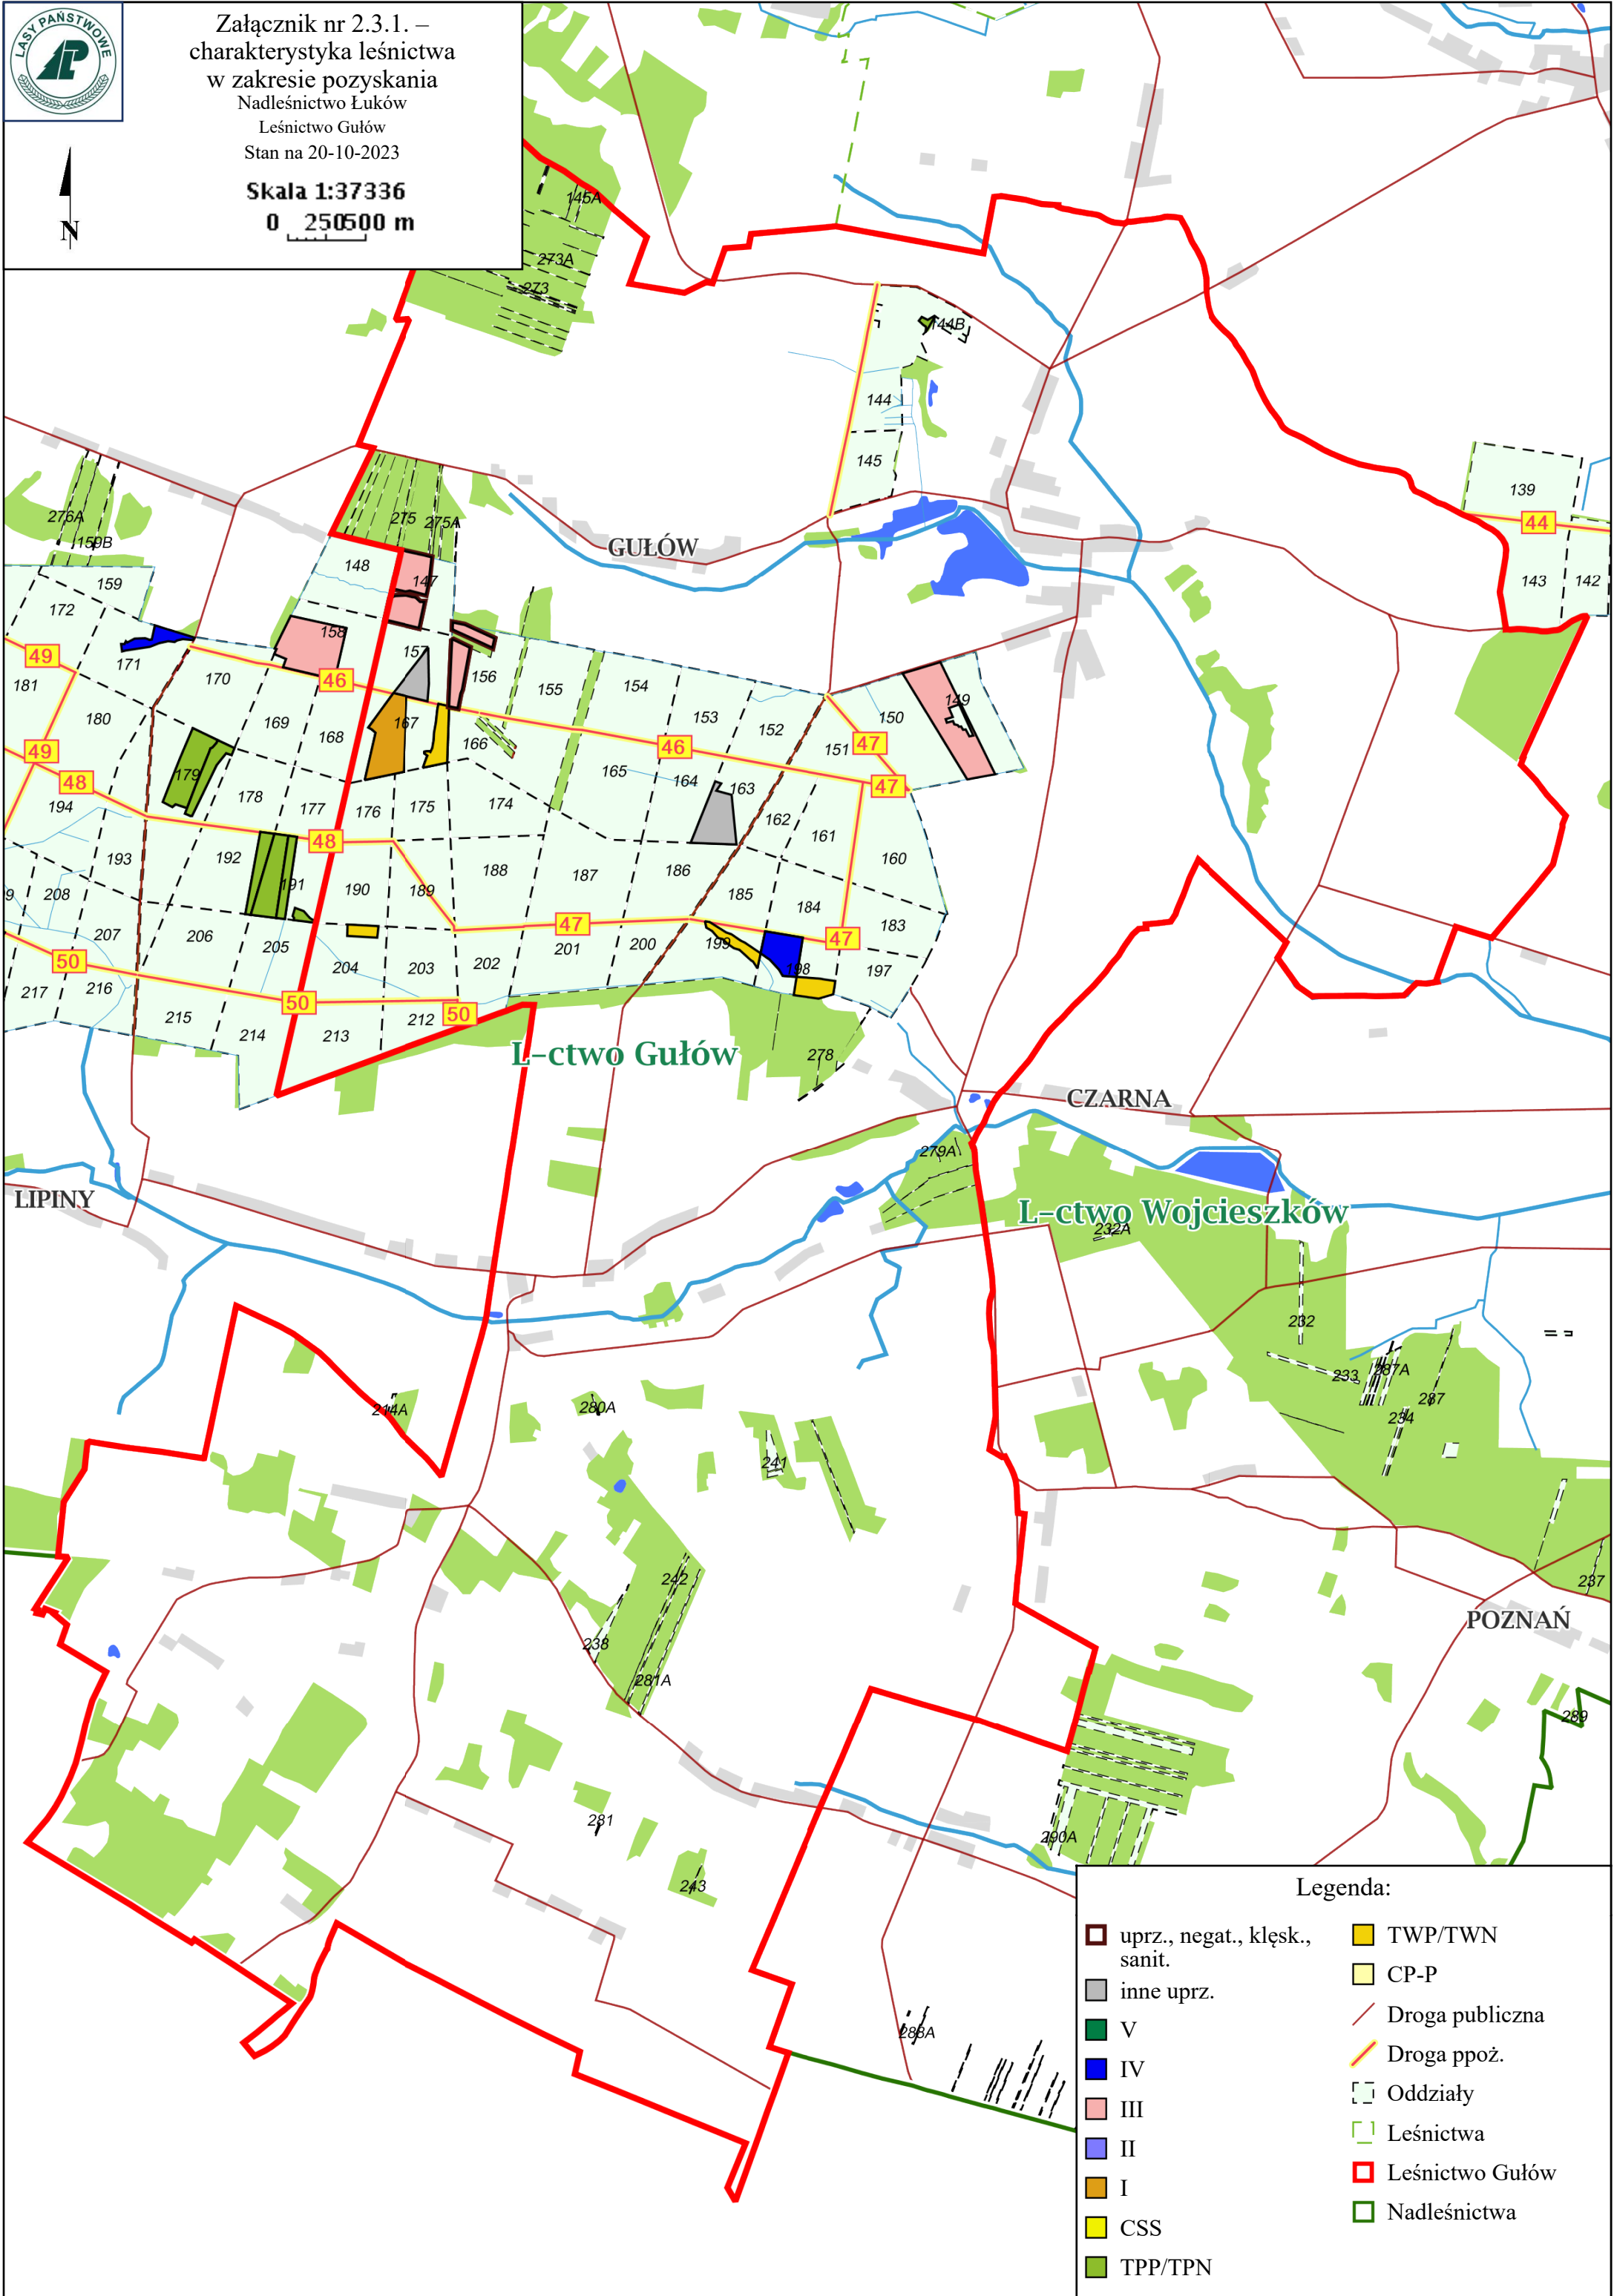 LASY PAŃSTWOWE
Załącznik nr 2.3.1. –
charakterystyka leśnictwa
w zakresie pozyskania
Nadleśnictwo Łuków
Leśnictwo Gułów
Stan na 20-10-2023
N
Skala 1:37336
0 250500 m
145A
273A
273
144B
144
145
139
44
143 142
276A
159B
275 275A
GUŁÓW
148
147
159
172
158
157
156
171
49
181
170
46
155
154
153
152
150
149
180
169
168
167
166
151
47
46
49
48
179
165
164
163
47
194
178
177
176
175
174
162
161
48
193
192
191
190
189
188
187
186
185
184
160
208
207
206
205
204
203
202
201
47
200
199
198
47
183
197
50
217
216
215
214
50
213
212
50
L-ctwo Gułów
278
CZARNA
279A
LIPINY
L-ctwo Wojcieszków
232A
232
233
287A
287
234
214A
280A
241
242
237
238
281A
POZNAŃ
289
281
290A
243
288A
Legenda:
uprz., negat., klęsk.,
sanit.
inne uprz.
V
IV
III
II
I
CSS
TPP/TPN
TWP/TWN
CP-P
Droga publiczna
Droga ppoż.
Oddziały
Leśnictwa
Leśnictwo Gułów
Nadleśnictwa